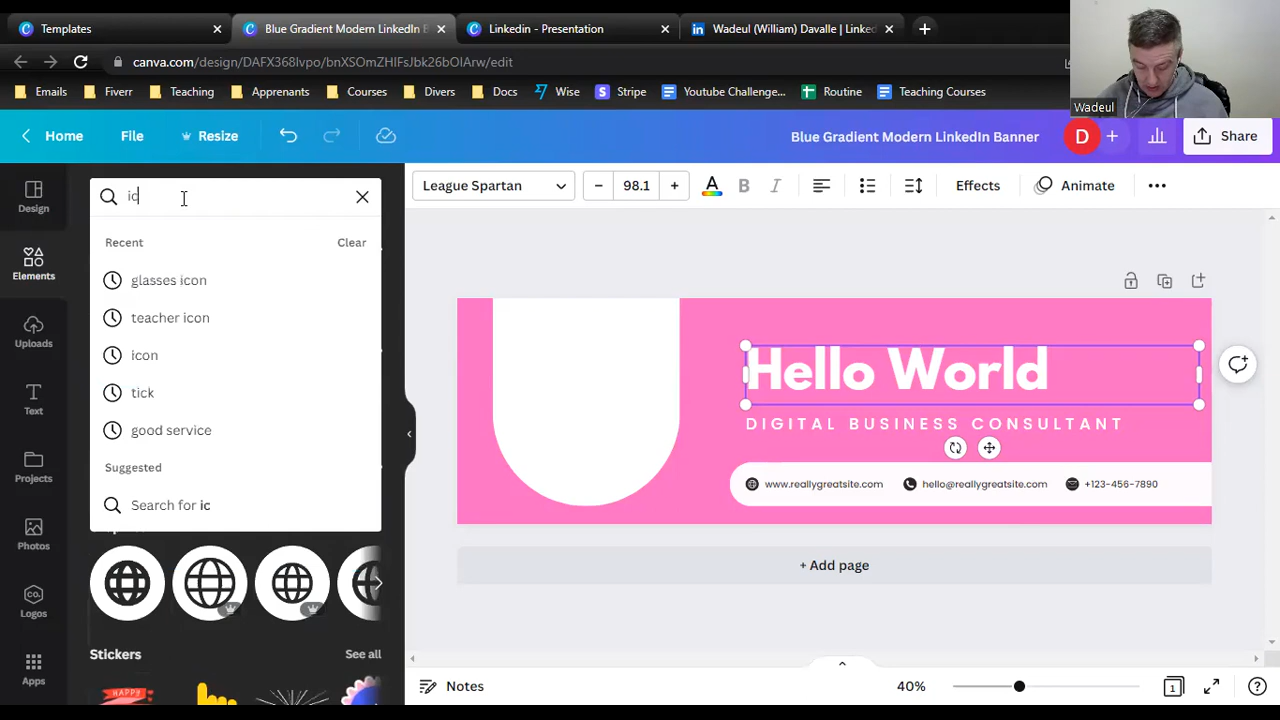 Templates
Blue Gradient Modern LinkedIn B
Linkedin - Presentation
Wadeul (William) Davalle | Linked
canva.com/design/DAFX368lvpo/bnXSOmZHIFsJbk26bOlArw/edit
Emails
Fiverr
Teaching
Apprenants
Courses
Divers
Docs
Wise
Stripe
Youtube Challenge...
Routine
Teaching Courses
Wadeul
Home
File
Resize
Blue Gradient Modern LinkedIn Banner
D
Share
Design
Elements
Uploads
Text
Projects
Photos
CO.
Logos
Apps
ic
Recent
Clear
glasses icon
teacher icon
icon
tick
good service
Suggested
Search for ic
Stickers
See all
HAPPY
League Spartan
98.1
A
B
I
Effects
Animate
Hello World
DIGITAL BUSINESS CONSULTANT
www.reallygreatsite.com
hello@reallygreatsite.com
+123-456-7890
+ Add page
Notes
40%
1